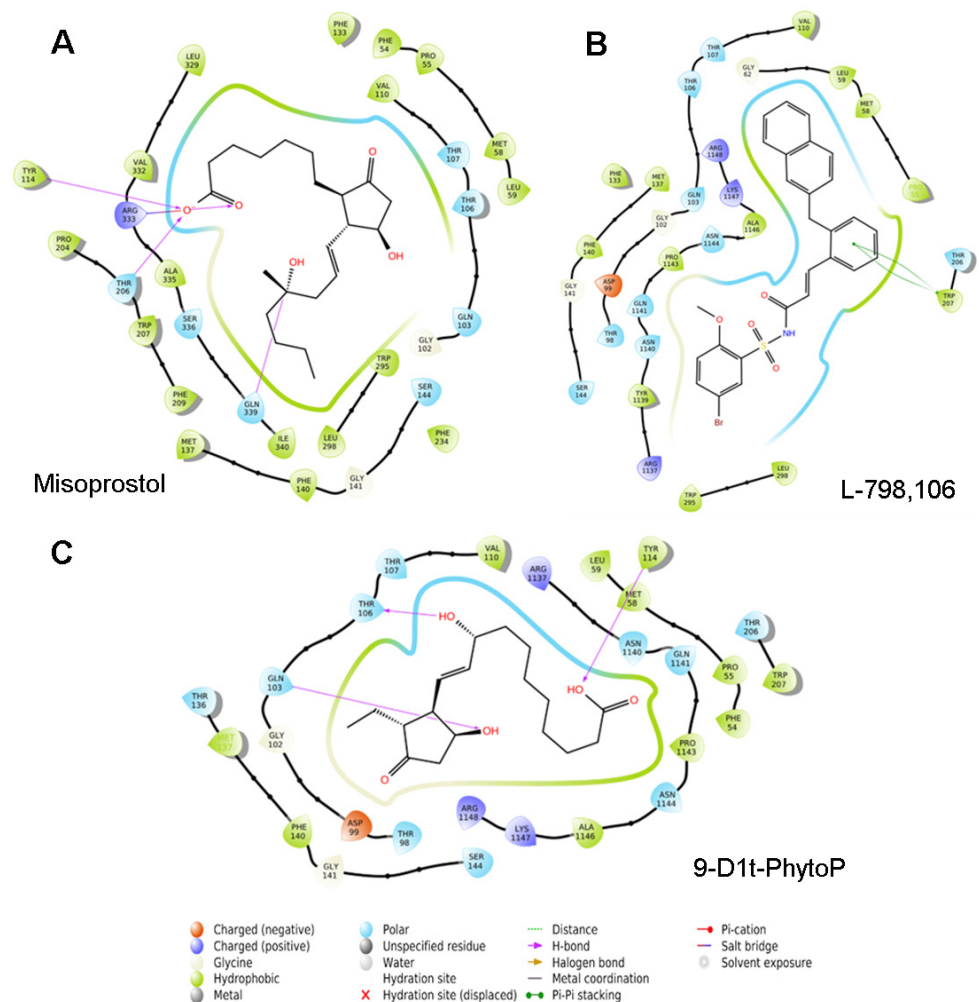 A
PHE 133
PHE 54
PRO 55
LEU 329
VAL 110
THR 107
MET 58
LEU 59
THR 106
TYR 114
VAL 332
ARG 333
O⁻
O
O
OH
OH
PRO 204
ALA 335
THR 206
SER 336
TRP 207
GLN 103
GLY 102
TRP 295
SER 144
PHE 209
GLN 339
ILE 340
LEU 298
PHE 234
MET 137
PHE 140
GLY 141
Misoprostol
B
VAL 110
THR 107
GLY 62
LEU 59
THR 106
MET 58
ARG 1148
PHE 133
MET 137
GLN 103
LYS 1147
GLY 102
ALA 1146
PHE 140
ASN 1144
PRO 1143
GLY 141
ASP 99
GLN 1141
THR 98
ASN 1140
THR 206
TRP 207
O
NH
O
S
O
O
Br
SER 144
TYR 1139
ARG 1137
TRP 295
LEU 298
L-798,106
C
THR 107
VAL 110
ARG 1137
LEU 59
TYR 114
THR 106
HO
MET 58
ASN 1140
GLN 1141
THR 206
GLN 103
PRO 55
TRP 207
HO
O
PHE 54
THR 136
MET 137
GLY 102
OH
O
PRO 1143
ASN 1144
ARG 1148
LYS 1147
ALA 1146
PHE 140
ASP 99
THR 98
GLY 141
SER 144
9-D1t-PhytoP
Charged (negative)
Charged (positive)
Glycine
Hydrophobic
Metal
Polar
Unspecified residue
Water
Hydration site
X Hydration site (displaced)
Distance
H-bond
Halogen bond
Metal coordination
Pi-Pi stacking
Pi-cation
Salt bridge
Solvent exposure